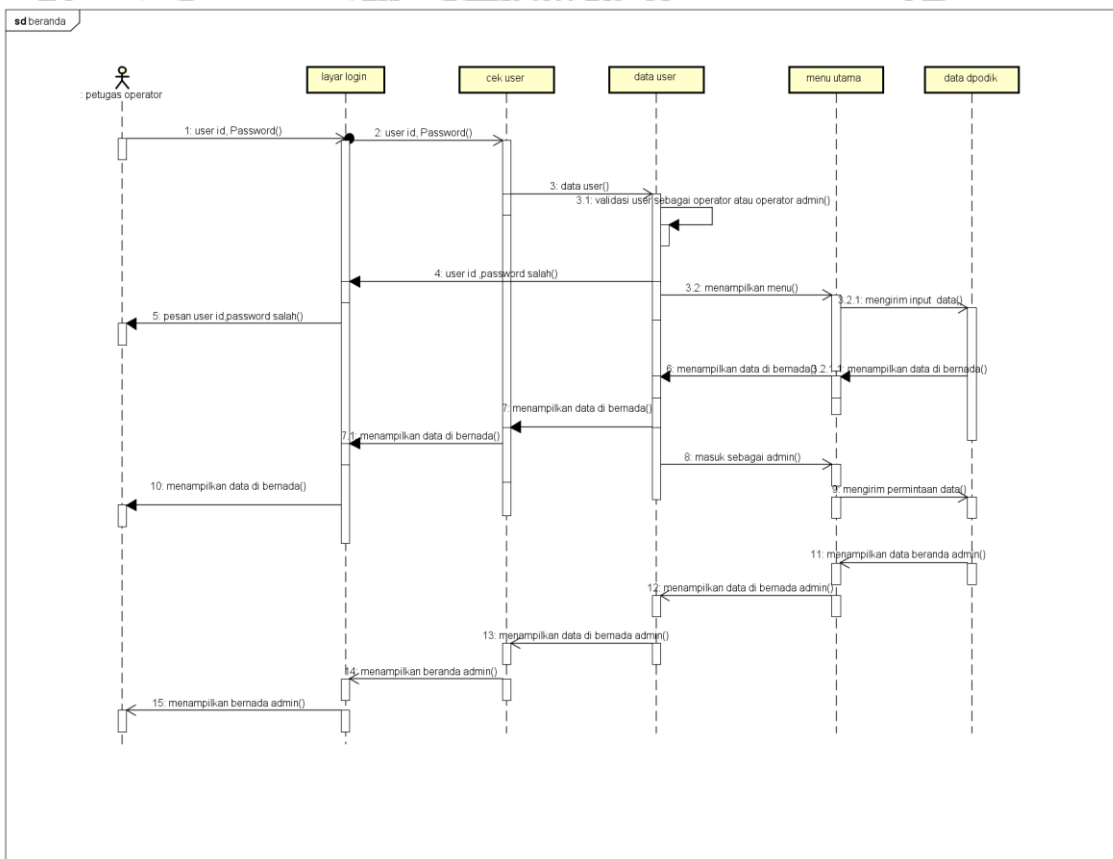 sd beranda
: petugas operator
layar login
cek user
data user
menu utama
data dpodik
1: user id, Password()
2: user id, Password()
3: data user()
3.1: validasi user sebagai operator atau operator admin()
4: user id ,password salah()
3.2: menampilkan menu()
3.2.1: mengirim input data()
5: pesan user id,password salah()
6: menampilkan data di bernada()
3.2.1.1: menampilkan data di bernada()
7: menampilkan data di bernada()
7.1: menampilkan data di bernada()
8: masuk sebagai admin()
10: menampilkan data di bernada()
9: mengirim permintaan data()
11: menampilkan data beranda admin()
12: menampilkan data di bernada admin()
13: menampilkan data di bernada admin()
14: menampilkan beranda admin()
15: menampilkan bernada admin()